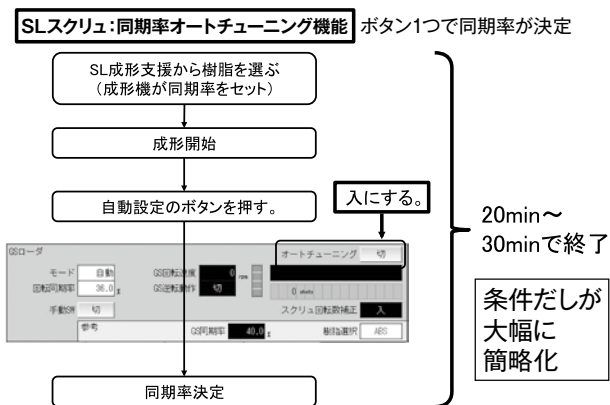 SLスクリュ:同期率オートチューニング機能 ボタン1つで同期率が決定
SL成形支援から樹脂を選ぶ
(成形機が同期率をセット)
成形開始
自動設定のボタンを押す。
入にする。
20min～
30minで終了
条件だしが
大幅に
簡略化
GSローダ
オートチューニング 切
モード 自動
GS回転速度 0 rpm
回転同期率 36.0 %
GS逆転動作 切
0 shots
手動SW 切
スクリュ回転数補正 入
参考
GS同期率 40.0 %
樹脂選択 ABS
同期率決定